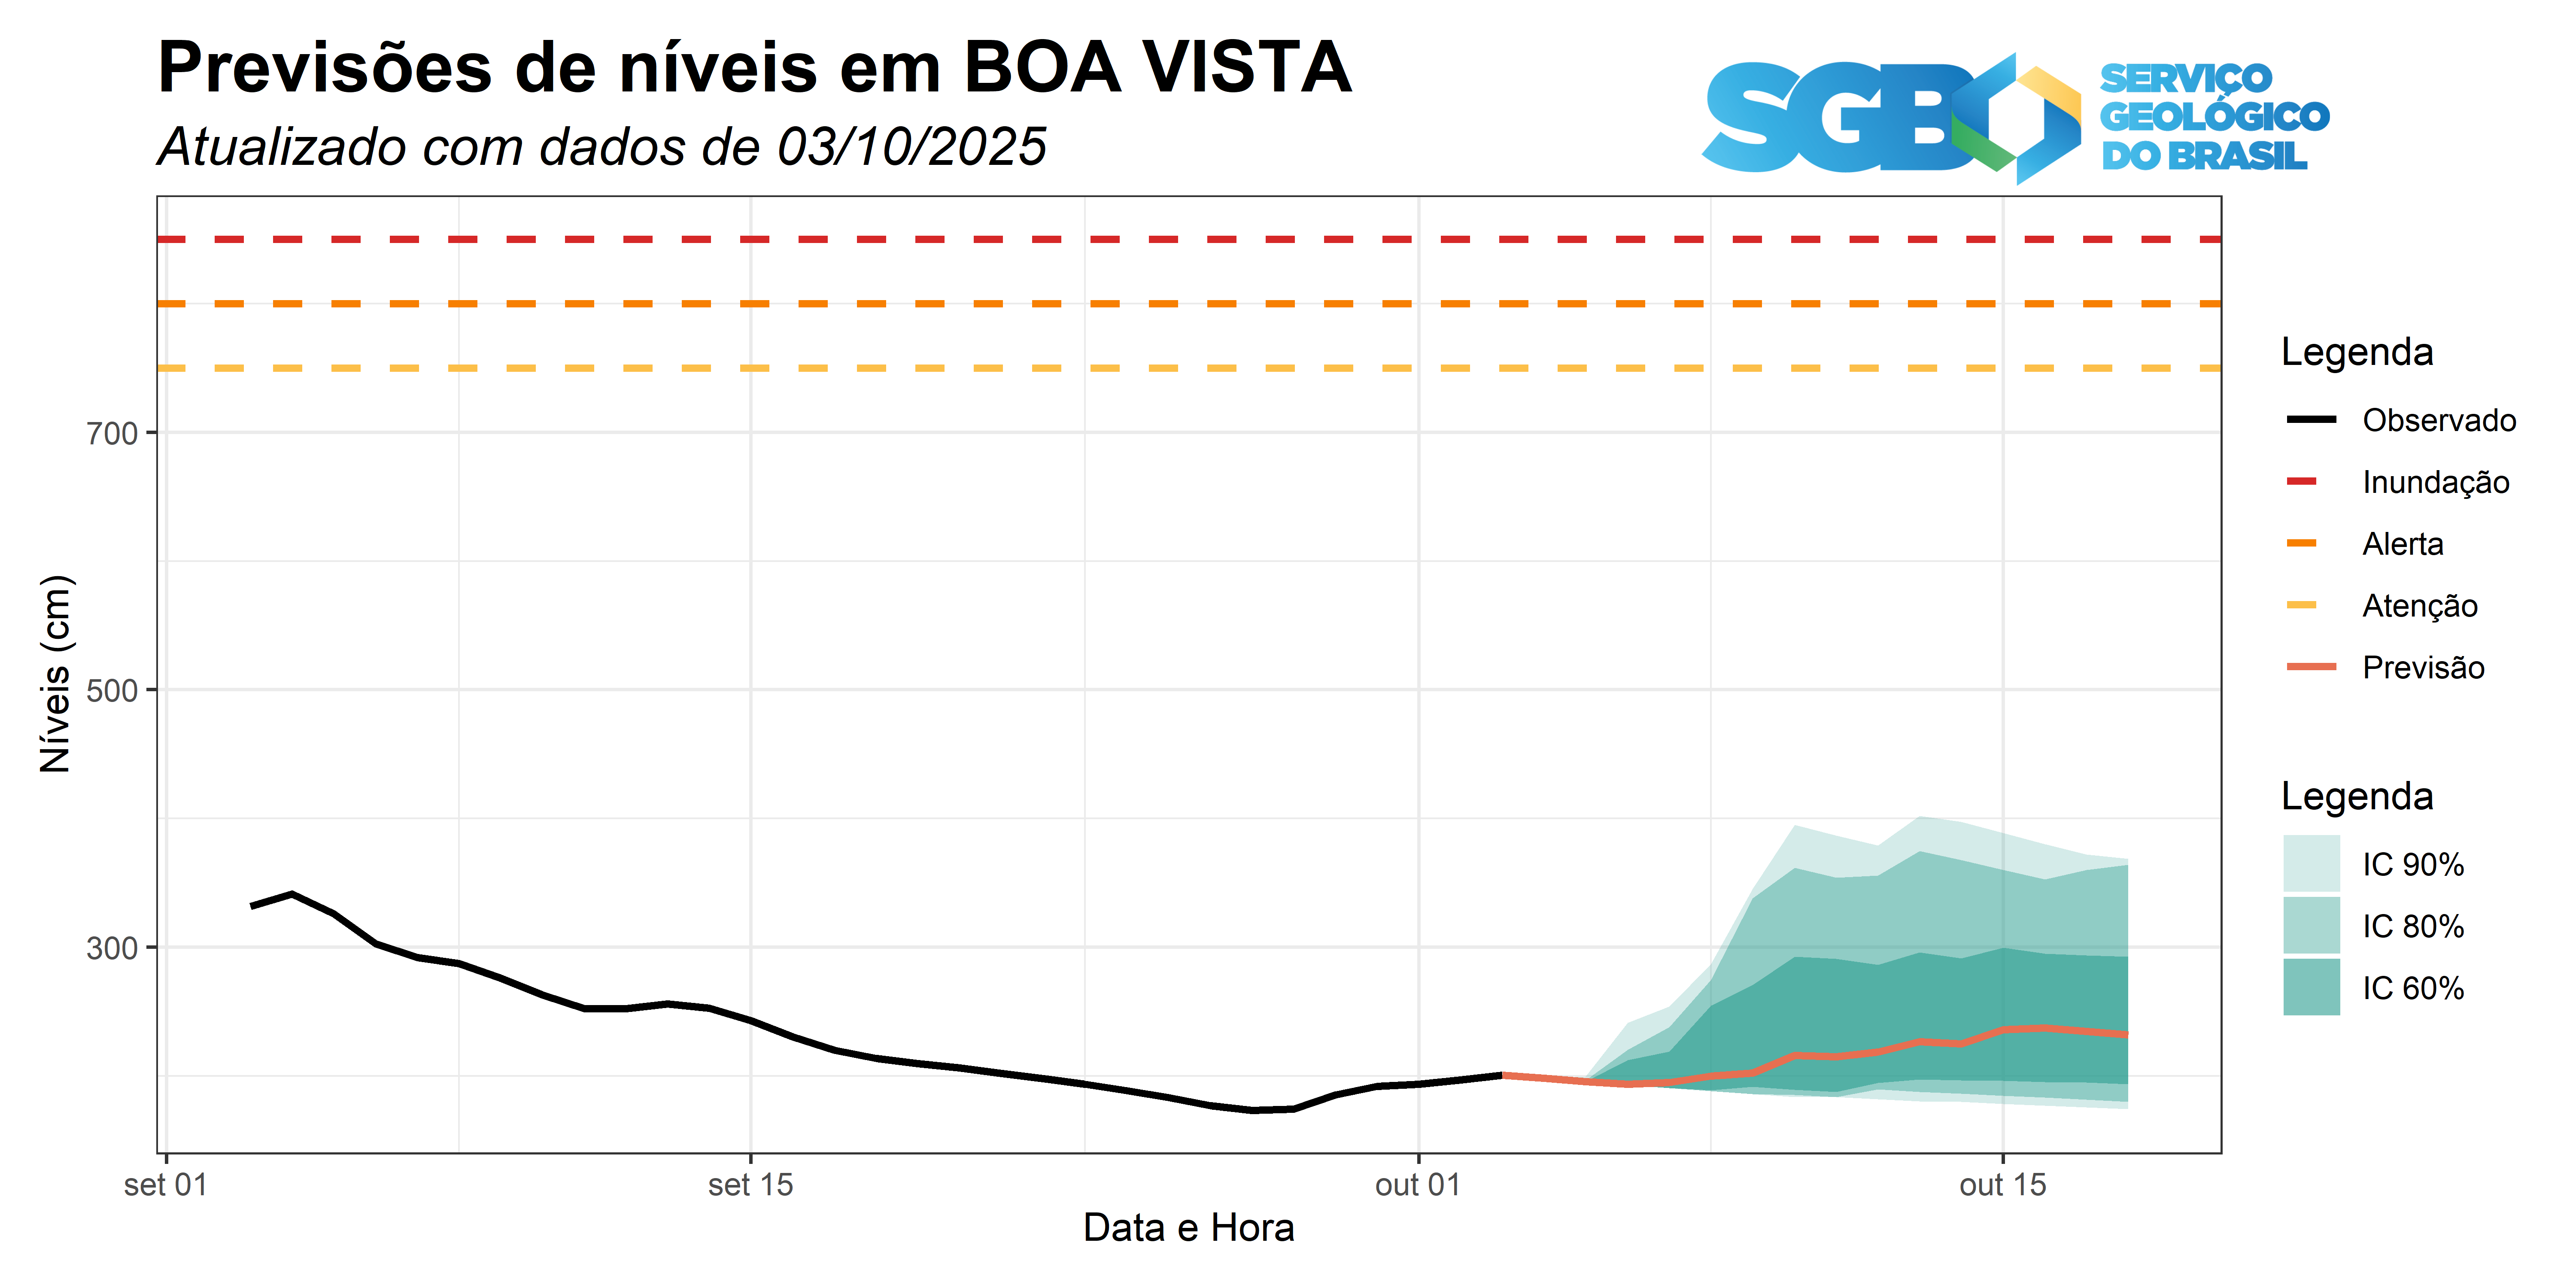 Previsões de níveis em BOA VISTA
Atualizado com dados de 03/10/2025
SGB
SERVIÇO
GEOLÓGICO
DO BRASIL
Níveis (cm)
700
500
300
set 01
set 15
out 01
out 15
Data e Hora
Legenda
Observado
Inundação
Alerta
Atenção
Previsão
Legenda
IC 90%
IC 80%
IC 60%